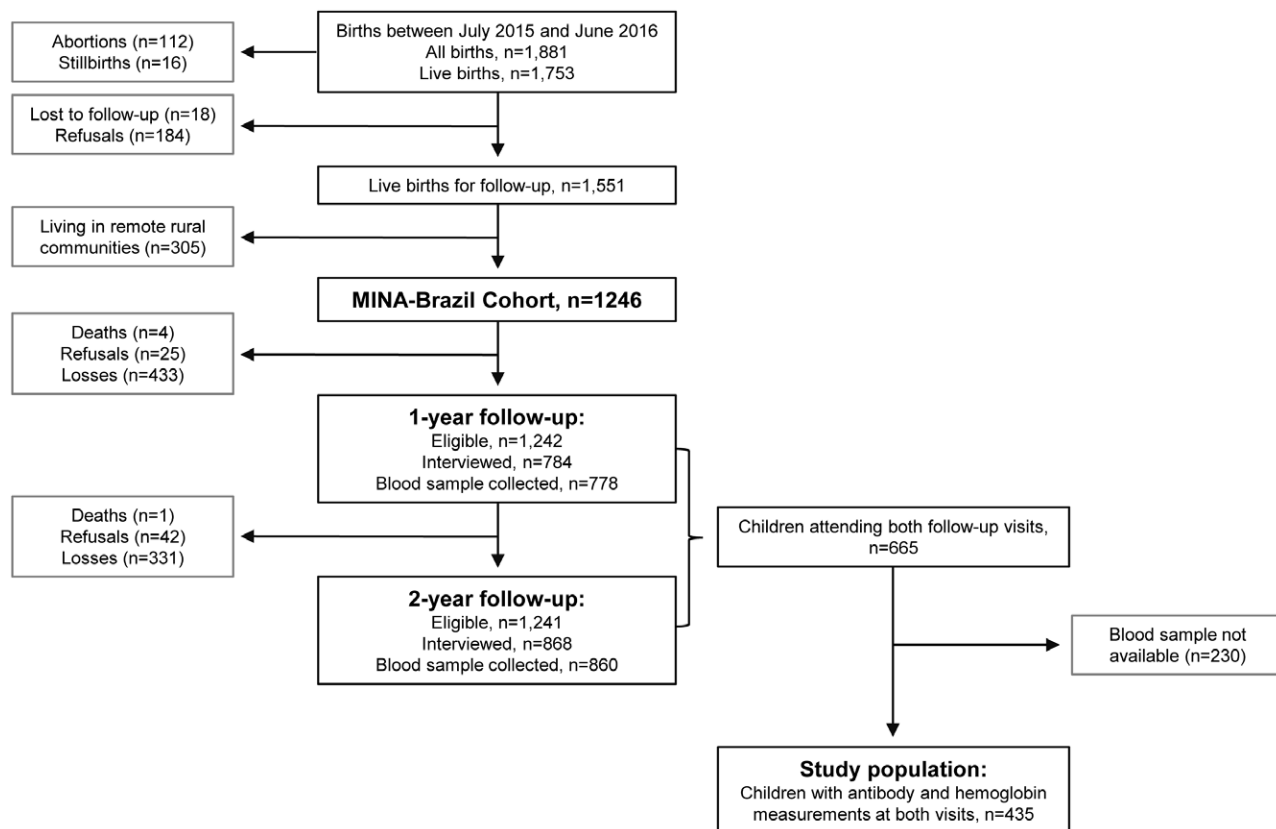 Abortions (n=112)
Stillbirths (n=16)
Births between July 2015 and June 2016
All births, n=1,881
Live births, n=1,753
Lost to follow-up (n=18)
Refusals (n=184)
Live births for follow-up, n=1,551
Living in remote rural
communities (n=305)
MINA-Brazil Cohort, n=1246
Deaths (n=4)
Refusals (n=25)
Losses (n=433)
1-year follow-up:
Eligible, n=1,242
Interviewed, n=784
Blood sample collected, n=778
Deaths (n=1)
Refusals (n=42)
Losses (n=331)
Children attending both follow-up visits,
n=665
2-year follow-up:
Eligible, n=1,241
Interviewed, n=868
Blood sample collected, n=860
Blood sample not
available (n=230)
Study population:
Children with antibody and hemoglobin
measurements at both visits, n=435